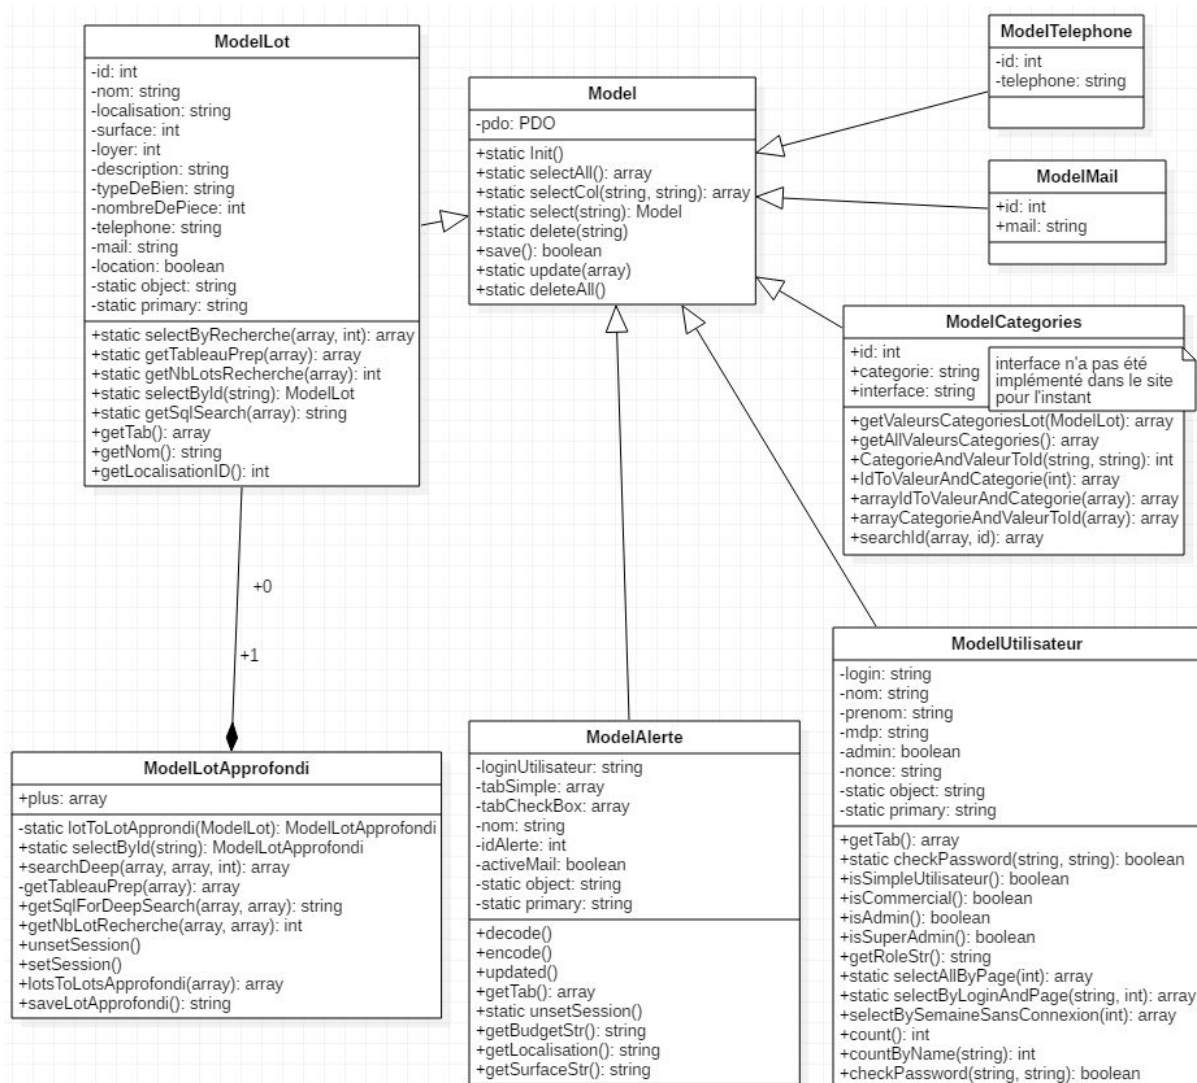 ModelLot
-id: int
-nom: string
-localisation: string
-surface: int
-loyer: int
-description: string
-typeDeBien: string
-nombreDePiece: int
-telephone: string
-mail: string
-location: boolean
-static object: string
-static primary: string
+static selectByRecherche(array, int): array
+static getTableauPrep(array): array
+static getNbLotsRecherche(array): int
+static selectById(string): ModelLot
+static getSqlSearch(array): string
+getTab(): array
+getNom(): string
+getLocalisationID(): int
Model
-pdo: PDO
+static Init()
+static selectAll(): array
+static selectCol(string, string): array
+static select(string): Model
+static delete(string)
+save(): boolean
+static update(array)
+static deleteAll()
ModelTelephone
-id: int
-telephone: string
ModelMail
+id: int
+mail: string
ModelCategories
+id: int
+categorie: string
+interface: string
interface n'a pas été
implémenté dans le site
pour l'instant
+getValeursCategoriesLot(ModelLot): array
+getAllValeursCategories(): array
+CategorieAndValeurToId(string, string): int
+IdToValeurAndCategorie(int): array
+arrayIdToValeurAndCategorie(array): array
+arrayCategorieAndValeurToId(array): array
+searchId(array, id): array
+0
+1
ModelLotApprofondi
+plus: array
-static lotToLotApprondi(ModelLot): ModelLotApprofondi
+static selectById(string): ModelLotApprofondi
+searchDeep(array, array, int): array
-getTableauPrep(array): array
+getSqlForDeepSearch(array, array): string
+getNbLotRecherche(array, array): int
+unsetSession()
+setSession()
+lotsToLotsApprofondi(array): array
+saveLotApprofondi(): string
ModelAlerte
-loginUtilisateur: string
-tabSimple: array
-tabCheckBox: array
-nom: string
-idAlerte: int
-activeMail: boolean
-static object: string
-static primary: string
+decode()
+encode()
+updated()
+getTab(): array
+static unsetSession()
+getBudgetStr(): string
+getLocalisation(): string
+getSurfaceStr(): string
ModelUtilisateur
-login: string
-nom: string
-prenom: string
-mdp: string
-admin: boolean
-nonce: string
-static object: string
-static primary: string
+getTab(): array
+static checkPassword(string, string): boolean
+isSimpleUtilisateur(): boolean
+isCommercial(): boolean
+isAdmin(): boolean
+isSuperAdmin(): boolean
+getRoleStr(): string
+static selectAllByPage(int): array
+static selectByLoginAndPage(string, int): array
+selectBySemaineSansConnexion(int): array
+count(): int
+countByName(string): int
+checkPassword(string, string): boolean